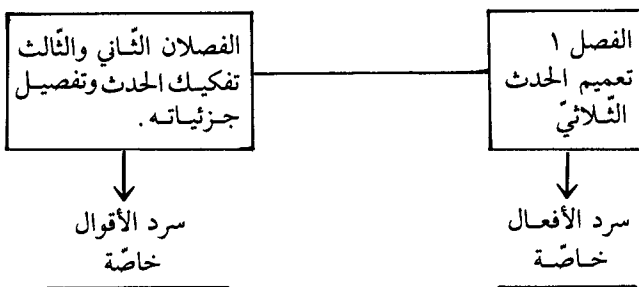 الفصل ١
تعميم الحدث
الثّلاثيّ
الفصلان الثّاني والثّالث
تفكيك الحدث وتفصيل
جزئياته.
سرد الأفعال
خاصّة
سرد الأقوال
خاصّة